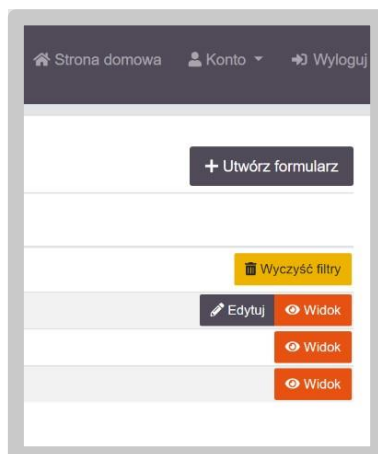 Strona domowa Konto Wyloguj
Utwórz formularz
Wyczyść filtry
Edytuj Widok
Widok
Widok